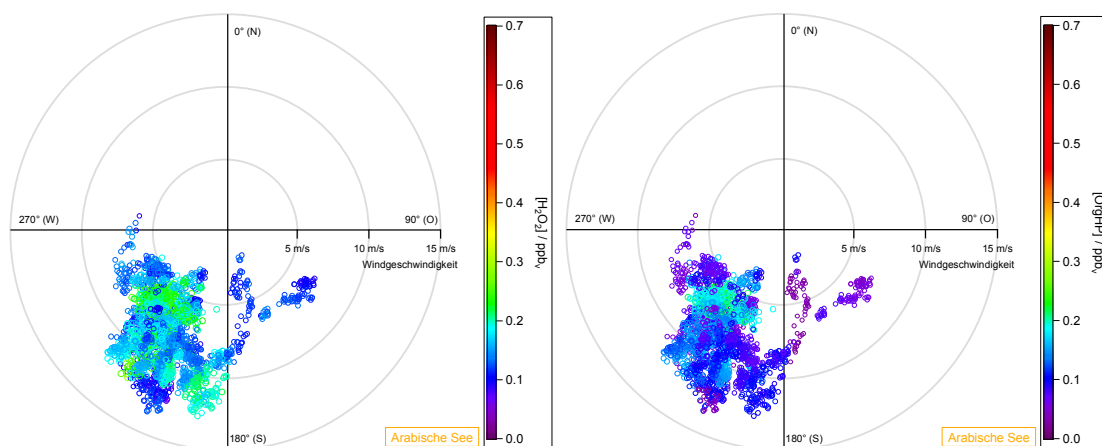 0° (N)
270° (W)
90° (O)
5 m/s
10 m/s
15 m/s
Windgeschwindigkeit
180° (S)
Arabische See
0.7
0.6
0.5
0.4
0.3
0.2
0.1
0.0
[H₂O₂] / ppbᵥ
0° (N)
270° (W)
90° (O)
5 m/s
10 m/s
15 m/s
Windgeschwindigkeit
180° (S)
Arabische See
0.7
0.6
0.5
0.4
0.3
0.2
0.1
0.0
[OrgHP] / ppbᵥ